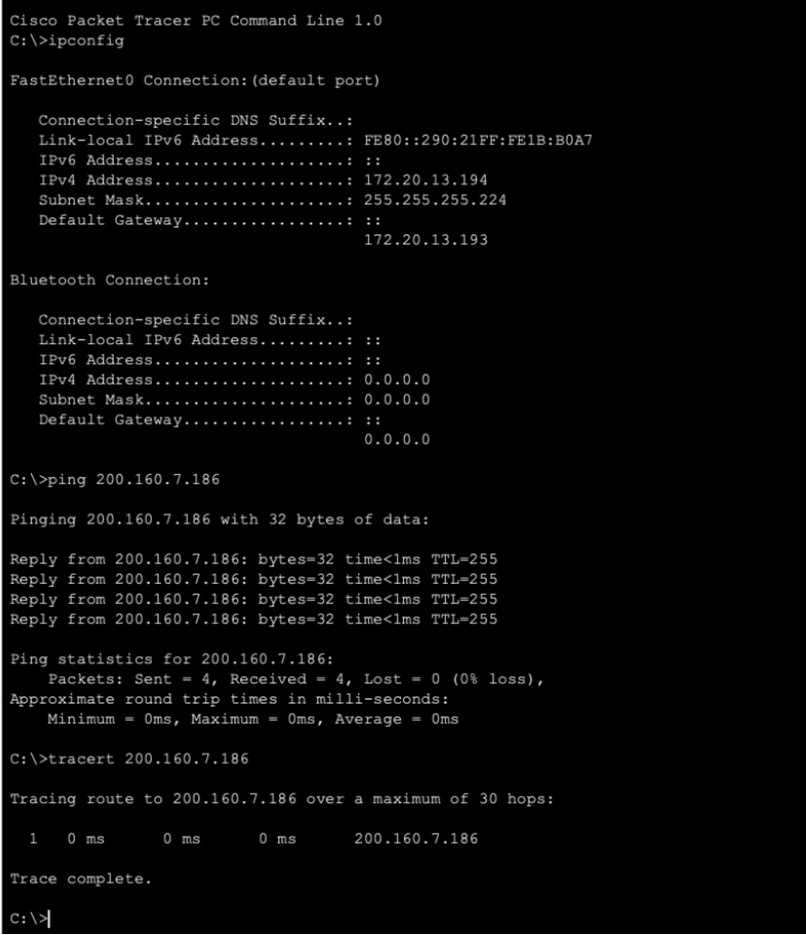 Cisco Packet Tracer PC Command Line 1.0
C:\>ipconfig

FastEthernet0 Connection:(default port)

   Connection-specific DNS Suffix..:
   Link-local IPv6 Address.........: FE80::290:21FF:FE1B:B0A7
   IPv6 Address....................: ::
   IPv4 Address....................: 172.20.13.194
   Subnet Mask.....................: 255.255.255.224
   Default Gateway.................: ::
                                     172.20.13.193

Bluetooth Connection:

   Connection-specific DNS Suffix..:
   Link-local IPv6 Address.........: ::
   IPv6 Address....................: ::
   IPv4 Address....................: 0.0.0.0
   Subnet Mask.....................: 0.0.0.0
   Default Gateway.................: ::
                                     0.0.0.0

C:\>ping 200.160.7.186

Pinging 200.160.7.186 with 32 bytes of data:

Reply from 200.160.7.186: bytes=32 time<1ms TTL=255
Reply from 200.160.7.186: bytes=32 time<1ms TTL=255
Reply from 200.160.7.186: bytes=32 time<1ms TTL=255
Reply from 200.160.7.186: bytes=32 time<1ms TTL=255

Ping statistics for 200.160.7.186:
    Packets: Sent = 4, Received = 4, Lost = 0 (0% loss),
Approximate round trip times in milli-seconds:
    Minimum = 0ms, Maximum = 0ms, Average = 0ms

C:\>tracert 200.160.7.186

Tracing route to 200.160.7.186 over a maximum of 30 hops:

  1   0 ms      0 ms      0 ms      200.160.7.186

Trace complete.

C:\>